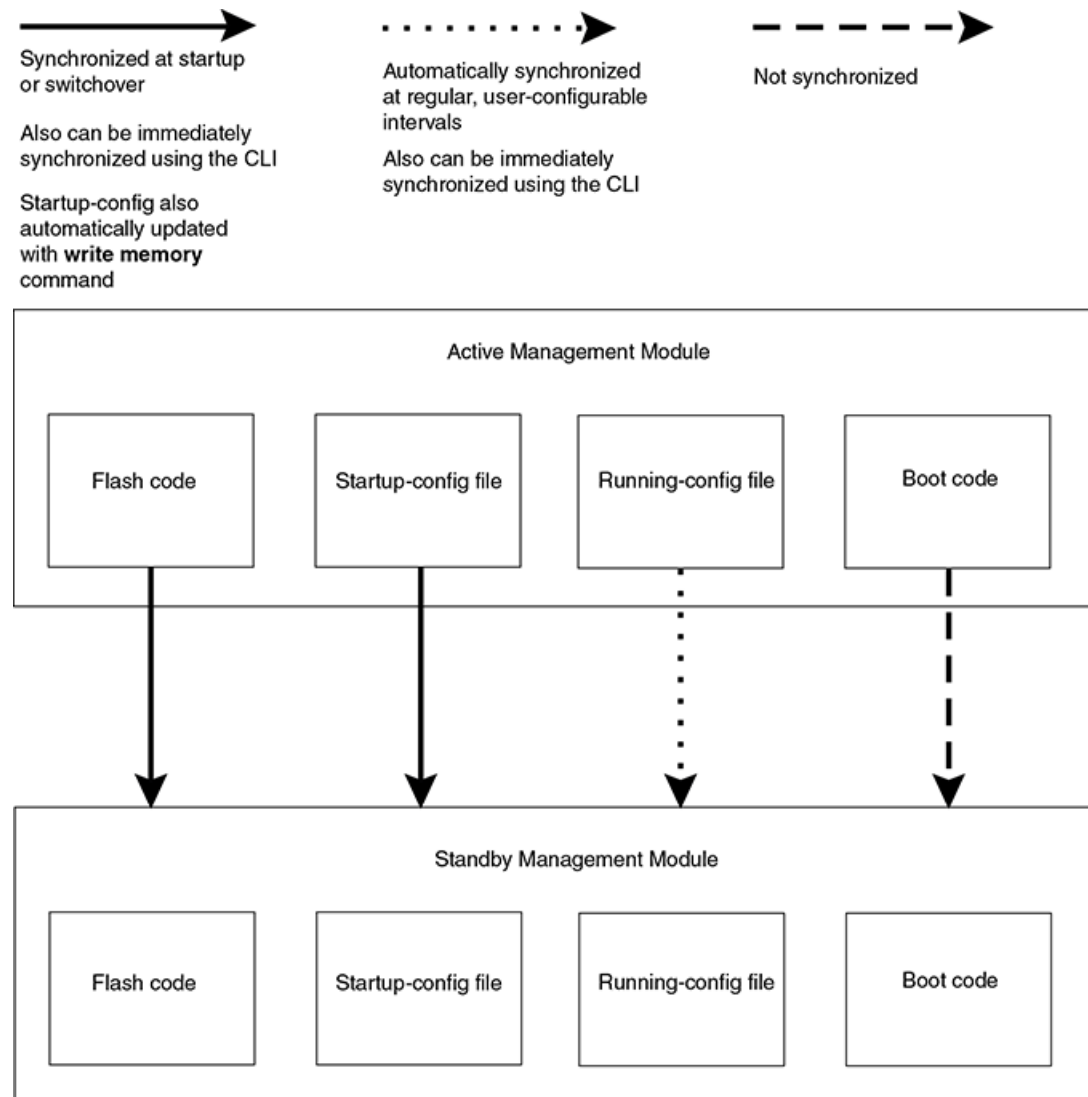 Synchronized at startup
or switchover
Also can be immediately
synchronized using the CLI
Startup-config also
automatically updated
with write memory
command
Automatically synchronized
at regular, user-configurable
intervals
Also can be immediately
synchronized using the CLI
Not synchronized
Active Management Module
Flash code
Startup-config file
Running-config file
Boot code
Standby Management Module
Flash code
Startup-config file
Running-config file
Boot code